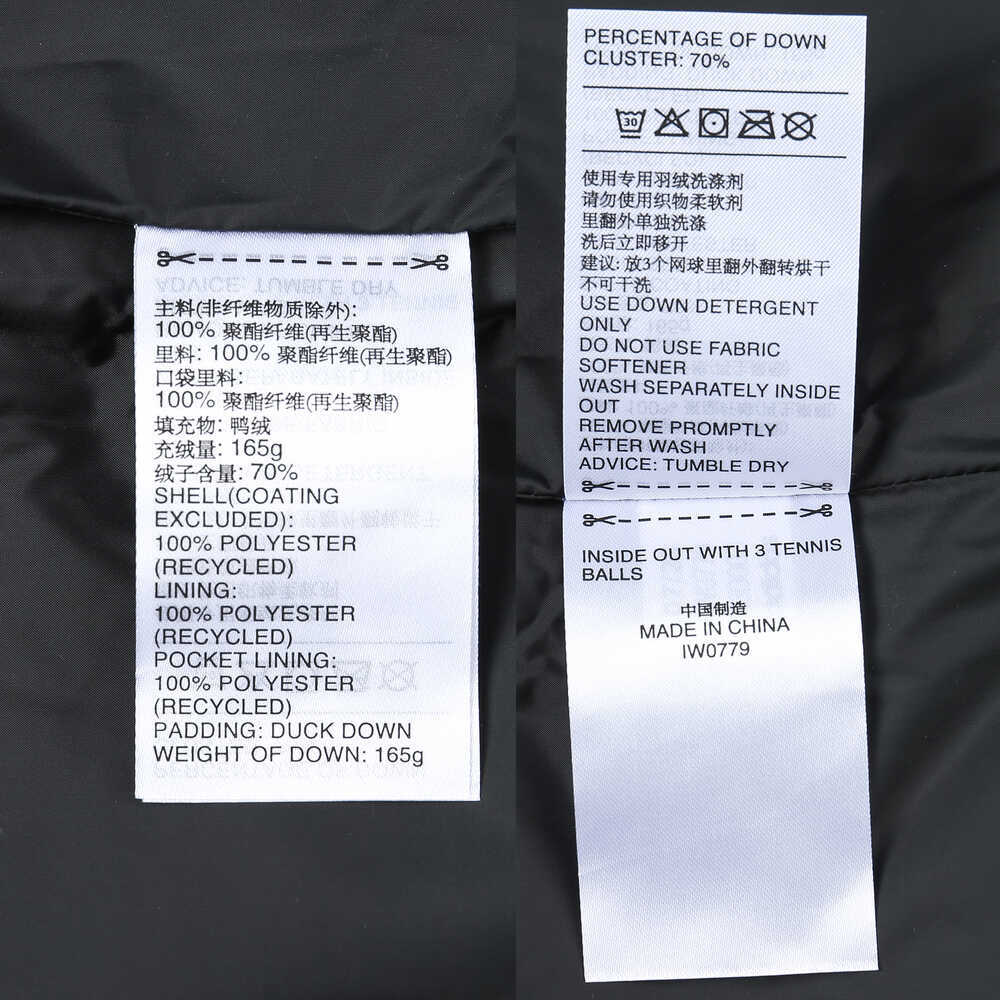 主料(非纤维物质除外):
100% 聚酯纤维(再生聚酯)
里料: 100% 聚酯纤维(再生聚酯)
口袋里料:
100% 聚酯纤维(再生聚酯)
填充物: 鸭绒
充绒量: 165g
绒子含量: 70%
SHELL(COATING
EXCLUDED):
100% POLYESTER
(RECYCLED)
LINING:
100% POLYESTER
(RECYCLED)
POCKET LINING:
100% POLYESTER
(RECYCLED)
PADDING: DUCK DOWN
WEIGHT OF DOWN: 165g
PERCENTAGE OF DOWN
CLUSTER: 70%
30
使用专用羽绒洗涤剂
请勿使用织物柔软剂
里翻外单独洗涤
洗后立即移开
建议: 放3个网球里翻外翻转烘干
不可干洗
USE DOWN DETERGENT
ONLY
DO NOT USE FABRIC
SOFTENER
WASH SEPARATELY INSIDE
OUT
REMOVE PROMPTLY
AFTER WASH
ADVICE: TUMBLE DRY
INSIDE OUT WITH 3 TENNIS
BALLS
中国制造
MADE IN CHINA
IW0779